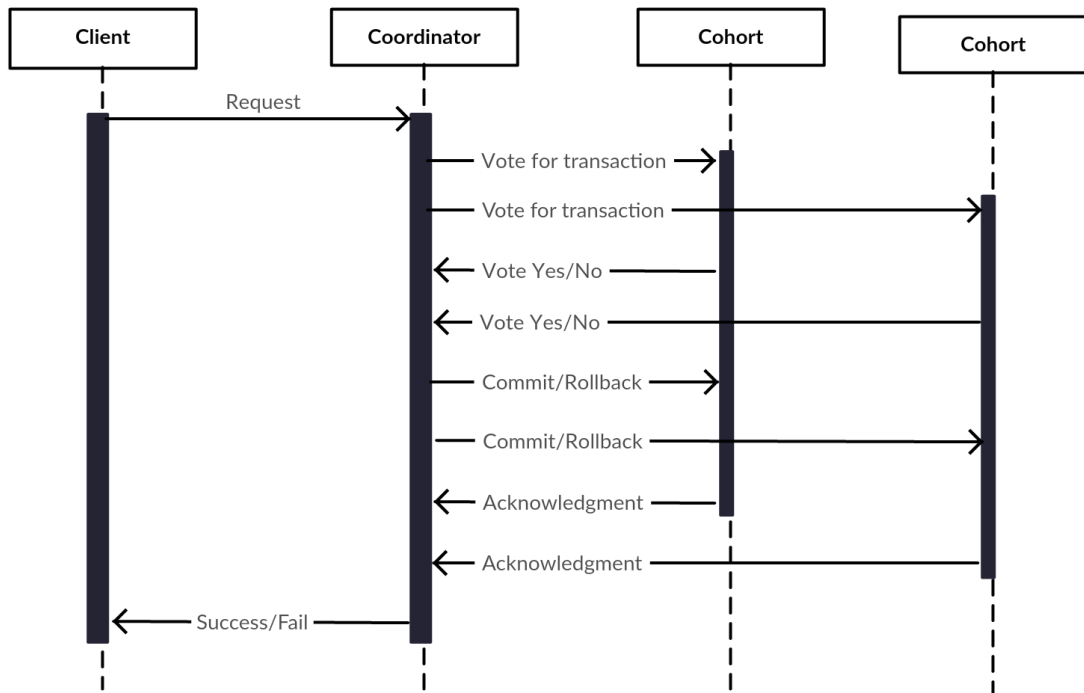 Client
Coordinator
Cohort
Cohort
Request
Vote for transaction
Vote for transaction
Vote Yes/No
Vote Yes/No
Commit/Rollback
Commit/Rollback
Acknowledgment
Acknowledgment
Success/Fail